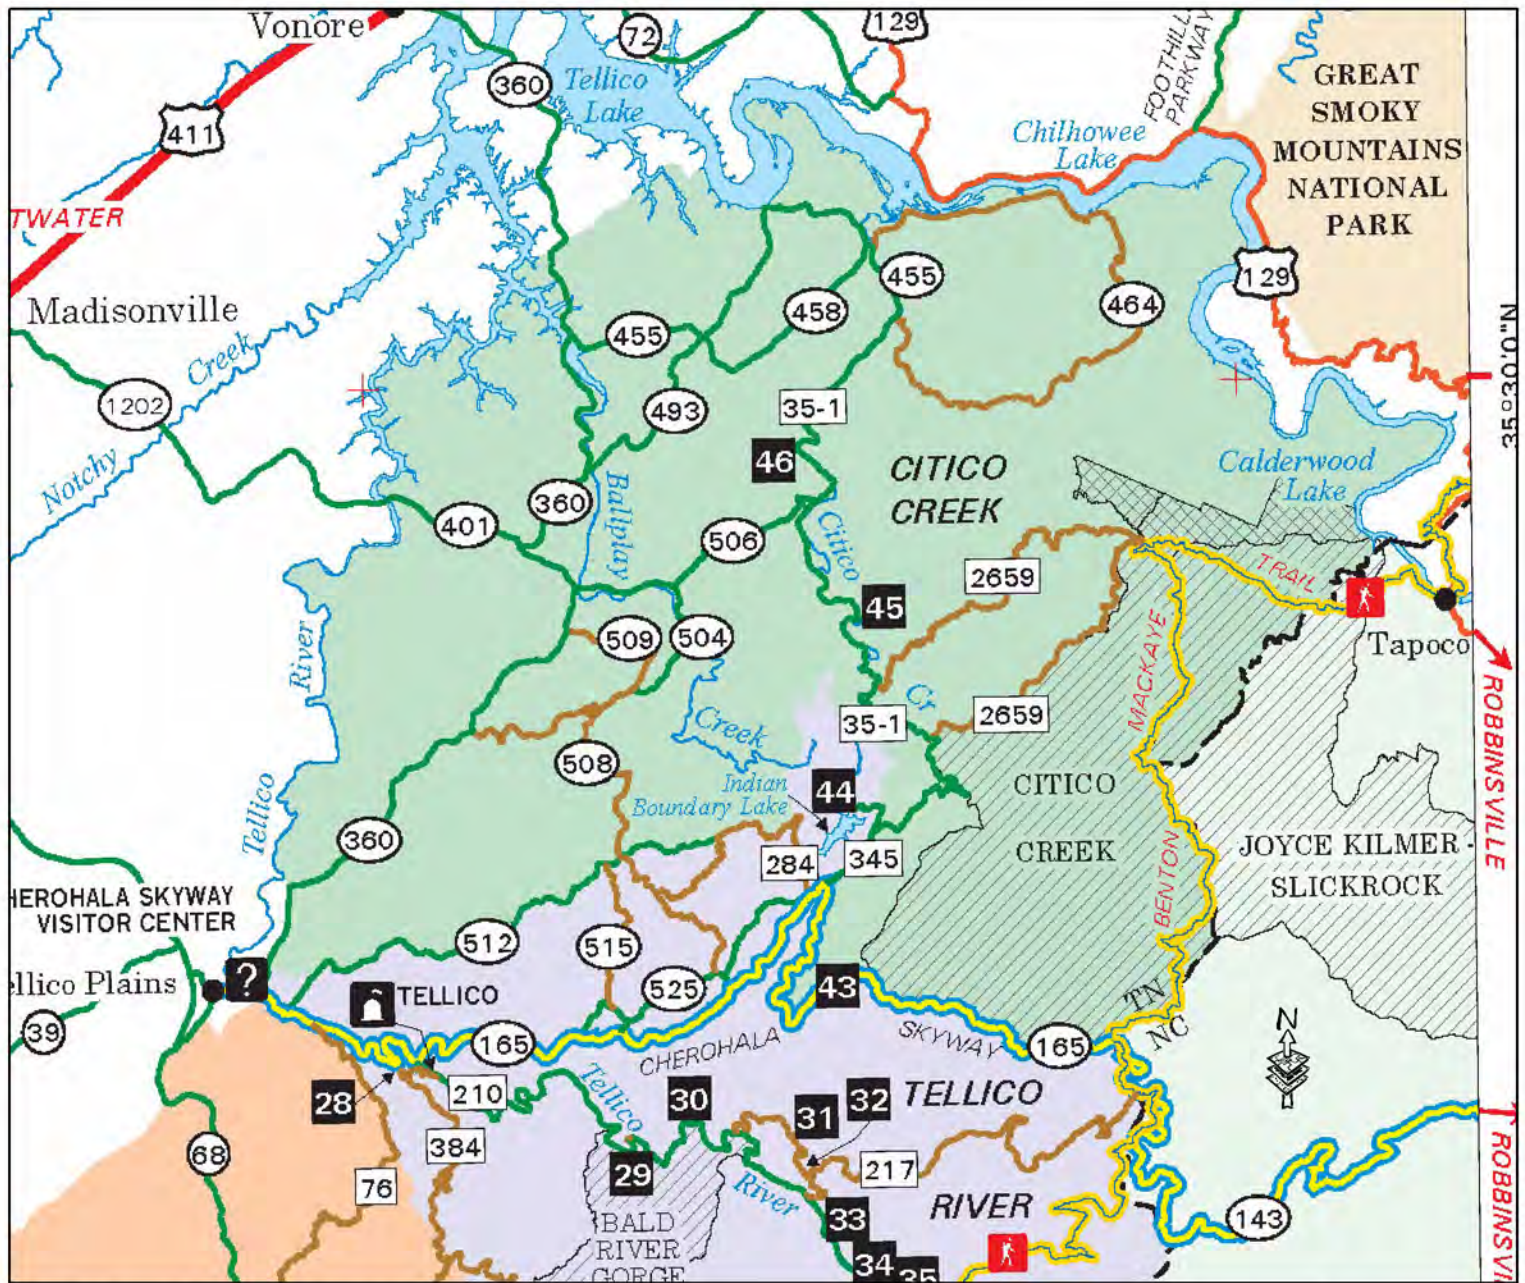 Vonore
72
129
FOOTHILLS
PARKWAY
360
Tellico
Lake
GREAT
SMOKY
MOUNTAINS
NATIONAL
PARK
411
Chilhowee
Lake
TWATER
129
455
464
Madisonville
458
455
35°30'0"N
Creek
1202
493
35-1
46
CITICO
CREEK
Calderwood
Lake
Notchy
360
Ballplay
401
506
Citico
2659
TRAIL
45
509
504
MACKAYE
Tapoco
River
Cr
35-1
2659
ROBBINSVILLE
Creek
508
Indian
Boundary Lake
44
CITICO
CREEK
Tellico
360
284
345
BENTON
JOYCE KILMER -
SLICKROCK
HEROHALA SKYWAY
VISITOR CENTER
512
515
ellico Plains
?
TELLICO
525
43
TN
NC
N
39
165
CHEROHALA
SKYWAY
165
28
210
Tellico
30
31
32
TELLICO
RIVER
68
384
29
217
76
River
33
143
ROBBINSVI
BALD
RIVER
GORGE
34
35